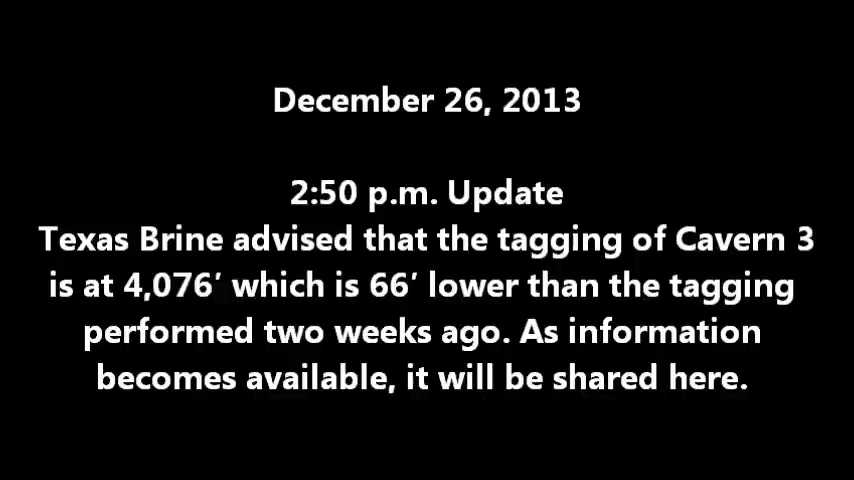 December 26, 2013
2:50 p.m. Update
Texas Brine advised that the tagging of Cavern 3
is at 4,076’ which is 66’ lower than the tagging
performed two weeks ago. As information
becomes available, it will be shared here.